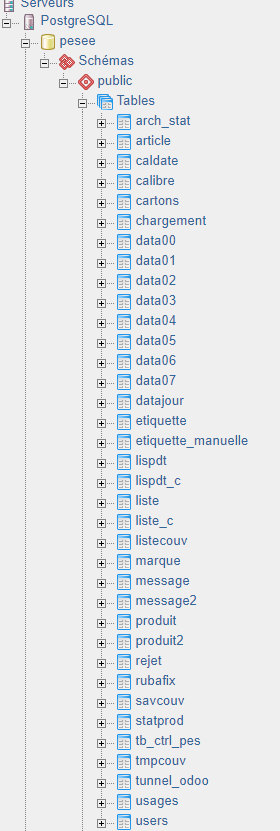 Serveurs
PostgreSQL
pesee
Schémas
public
Tables
arch_stat
article
caldate
calibre
cartons
chargement
data00
data01
data02
data03
data04
data05
data06
data07
datajour
etiquette
etiquette_manuelle
lispdt
lispdt_c
liste
liste_c
listecouv
marque
message
message2
produit
produit2
rejet
rubafix
savcouv
statprod
tb_ctrl_pes
tmpcouv
tunnel_odoo
usages
users